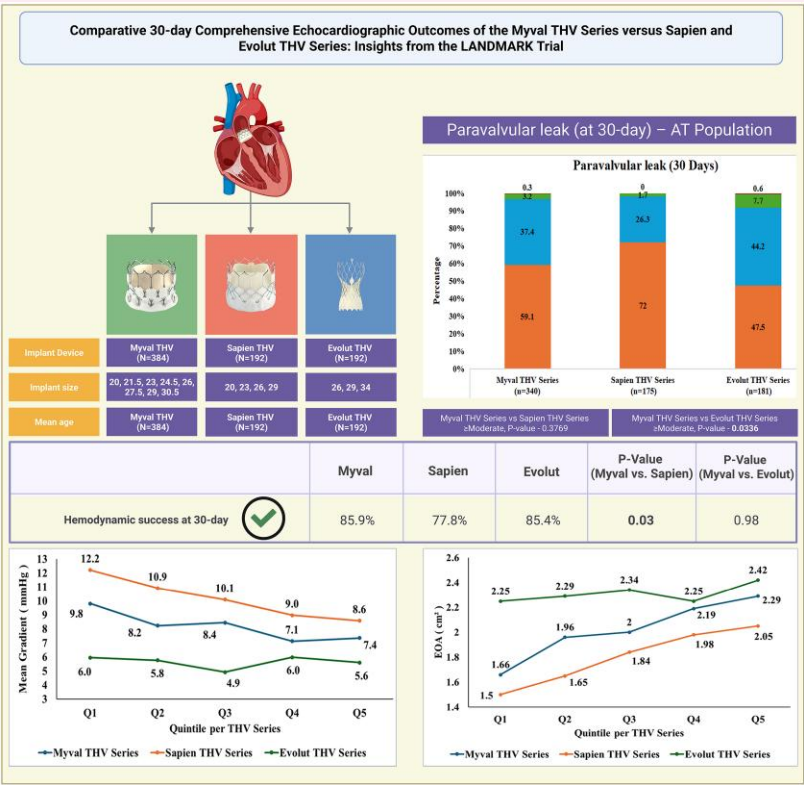 Comparative 30-day Comprehensive Echocardiographic Outcomes of the Myval THV Series versus Sapien and
Evolut THV Series: Insights from the LANDMARK Trial
Implant Device
Myval THV
(N=384)
Sapien THV
(N=192)
Evolut THV
(N=192)
Implant size
20, 21.5, 23, 24.5, 26,
27.5, 29, 30.5
20, 23, 26, 29
26, 29, 34
Mean age
Myval THV
(N=384)
Sapien THV
(N=192)
Evolut THV
(N=192)
Paravalvular leak (at 30-day) – AT Population
Paravalvular leak (30 Days)
Percentage
100%
90%
80%
70%
60%
50%
40%
30%
20%
10%
0%
0.3
3.2
37.4
59.1
0
1.7
26.3
72
0.6
7.7
44.2
47.5
Myval THV Series
(n=340)
Sapien THV Series
(n=175)
Evolut THV Series
(n=181)
Myval THV Series vs Sapien THV Series
≥Moderate, P-value - 0.3769
Myval THV Series vs Evolut THV Series
≥Moderate, P-value - 0.0336
Myval
Sapien
Evolut
P-Value
(Myval vs. Sapien)
P-Value
(Myval vs. Evolut)
Hemodynamic success at 30-day
85.9%
77.8%
85.4%
0.03
0.98
Mean Gradient ( mmHg )
13
12
11
10
9
8
7
6
5
4
3
12.2
10.9
10.1
9.0
8.6
9.8
8.2
8.4
7.1
7.4
6.0
5.8
4.9
6.0
5.6
Q1
Q2
Q3
Q4
Q5
Quintile per THV Series
Myval THV Series
Sapien THV Series
Evolut THV Series
EOA ( cm² )
2.6
2.4
2.2
2
1.8
1.6
1.4
2.25
2.29
2.34
2.25
2.42
1.66
1.96
2
2.19
2.29
1.5
1.65
1.84
1.98
2.05
Q1
Q2
Q3
Q4
Q5
Quintile per THV Series
Myval THV Series
Sapien THV Series
Evolut THV Series